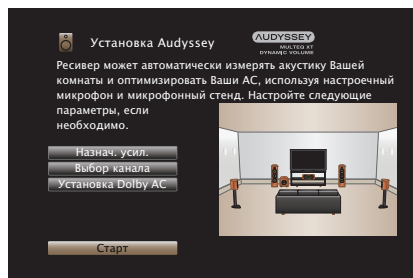 Установка Audyssey
AUDYSSEY
MULTEQ XT
DYNAMIC VOLUME
Ресивер может автоматически измерять акустику Вашей
комнаты и оптимизировать Ваши АС, используя настроечный
микрофон и микрофонный стенд. Настройте следующие
параметры, если
необходимо.
Назнач. усил.
Выбор канала
Установка Dolby АС
Старт